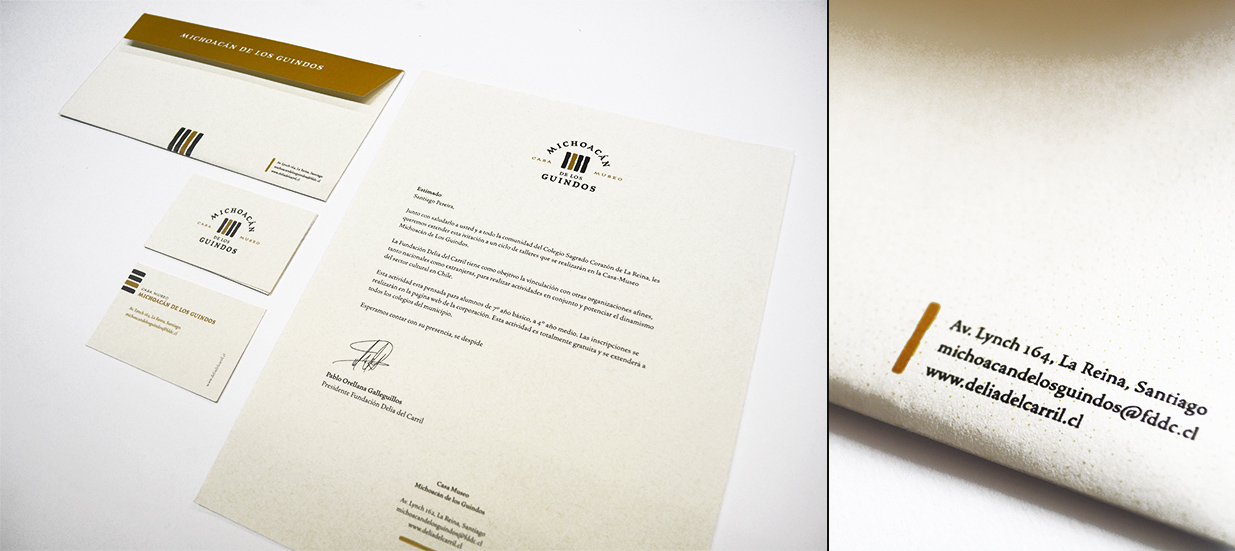 MICHOACÁN DE LOS GUINDOS
Av. Lynch 164, La Reina, Santiago
michoacandelosguindos@fddc.cl
www.deliadelcarril.cl
MICHOACÁN
CASA MUSEO
DE LOS
GUINDOS
CASA MUSEO
MICHOACÁN DE LOS GUINDOS
Av. Lynch 164, La Reina, Santiago
michoacandelosguindos@fddc.cl
www.deliadelcarril.cl
MICHOACÁN
CASA MUSEO
DE LOS
GUINDOS
Estimado
Santiago Pereira,
Junto con saludarlo a usted y a todo la comunidad del Colegio Sagrado Corazón de La Reina, les
queremos extender esta ivitación a un ciclo de talleres que se realizarán en la Casa-Museo
Michoacán de Los Guindos.
La Fundación Delia del Carril tiene como obejtivo la vinculación con otras organizaciones afines,
tanto nacionales como extranjeras, para realizar actividades en conjunto y potenciar el dinamismo
del sector cultural en Chile.
Esta actividad esta pensada para alumnos de 7º año básico, a 4º año medio. Las inscripciones se
realizarán en la página web de la corporación. Esta actividad es totalmente gratuita y se extenderá a
todos los colegios del municipio.
Esperamos contar con su presencia, se despide
Pablo Orellana Galleguillos
Presidente Fundación Delia del Carril
Casa Museo
Michoacán de los Guindos
Av. Lynch 164, La Reina, Santiago
michoacandelosguindos@fddc.cl
www.deliadelcarril.cl
Av. Lynch 164, La Reina, Santiago
michoacandelosguindos@fddc.cl
www.deliadelcarril.cl